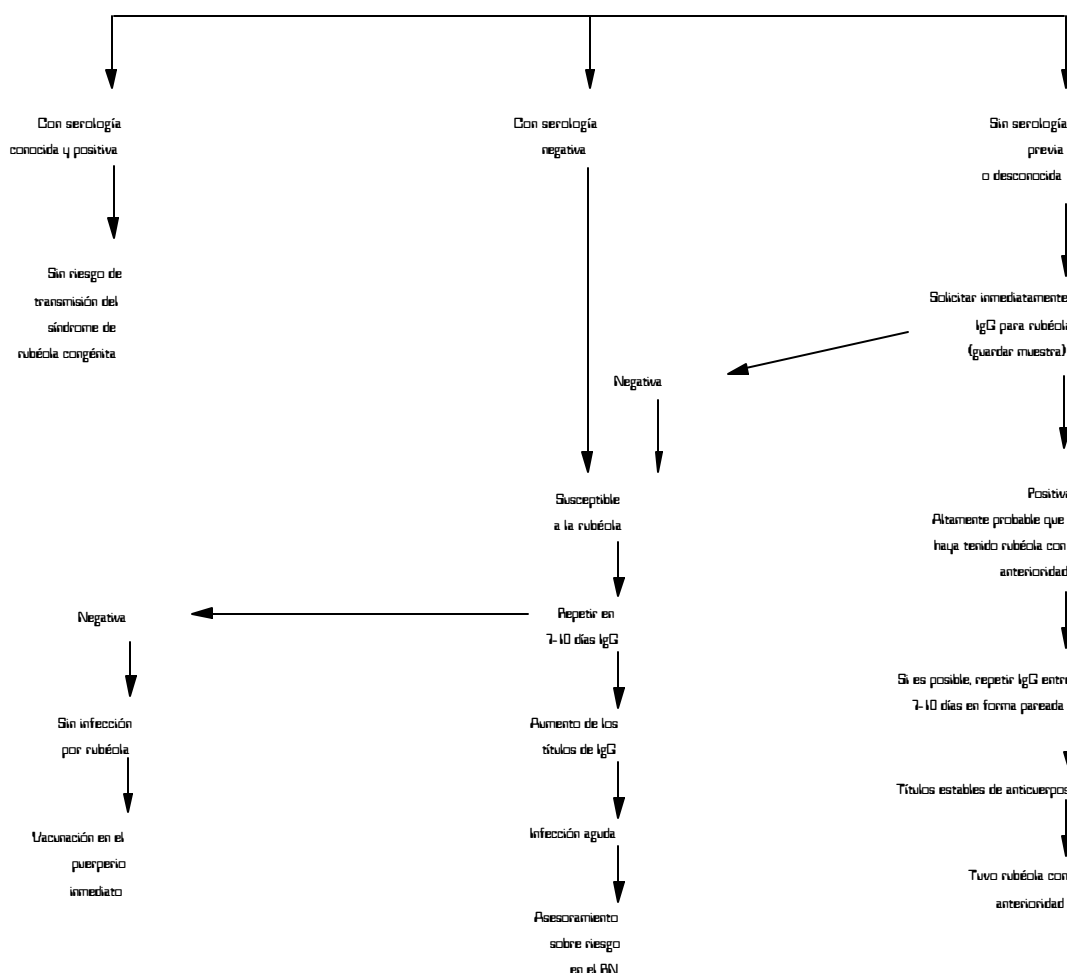 Con serología
conocida y positiva
Sin riesgo de
transmisión del
síndrome de
rubéola congénita
Con serología
negativa
Sin serología
previa
o desconocida
Solicitar inmediatamente
IgG para rubéola
(guardar muestra)
Negativa
Susceptible
a la rubéola
Positiva
Altamente probable que
haya tenido rubéola con
anterioridad
Repetir en
7-10 días IgG
Negativa
Sin infección
por rubéola
Vacunación en el
puerperio
inmediato
Aumento de los
títulos de IgG
Infección aguda
Asesoramiento
sobre riesgo
en el RN
Si es posible, repetir IgG entre
7-10 días en forma pareada
Títulos estables de anticuerpos
Tuvo rubéola con
anterioridad